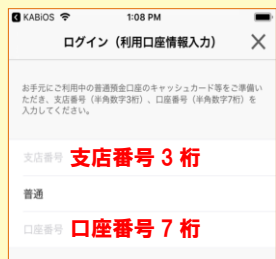 KABiOS 1:08 PM
ログイン（利用口座情報入力） ×
お手元にご利用中の普通預金口座のキャッシュカード等をご準備い
ただき、支店番号（半角数字3桁）、口座番号（半角数字7桁）を
入力してください。
支店番号 支店番号 3 桁
普通
口座番号 口座番号 7 桁